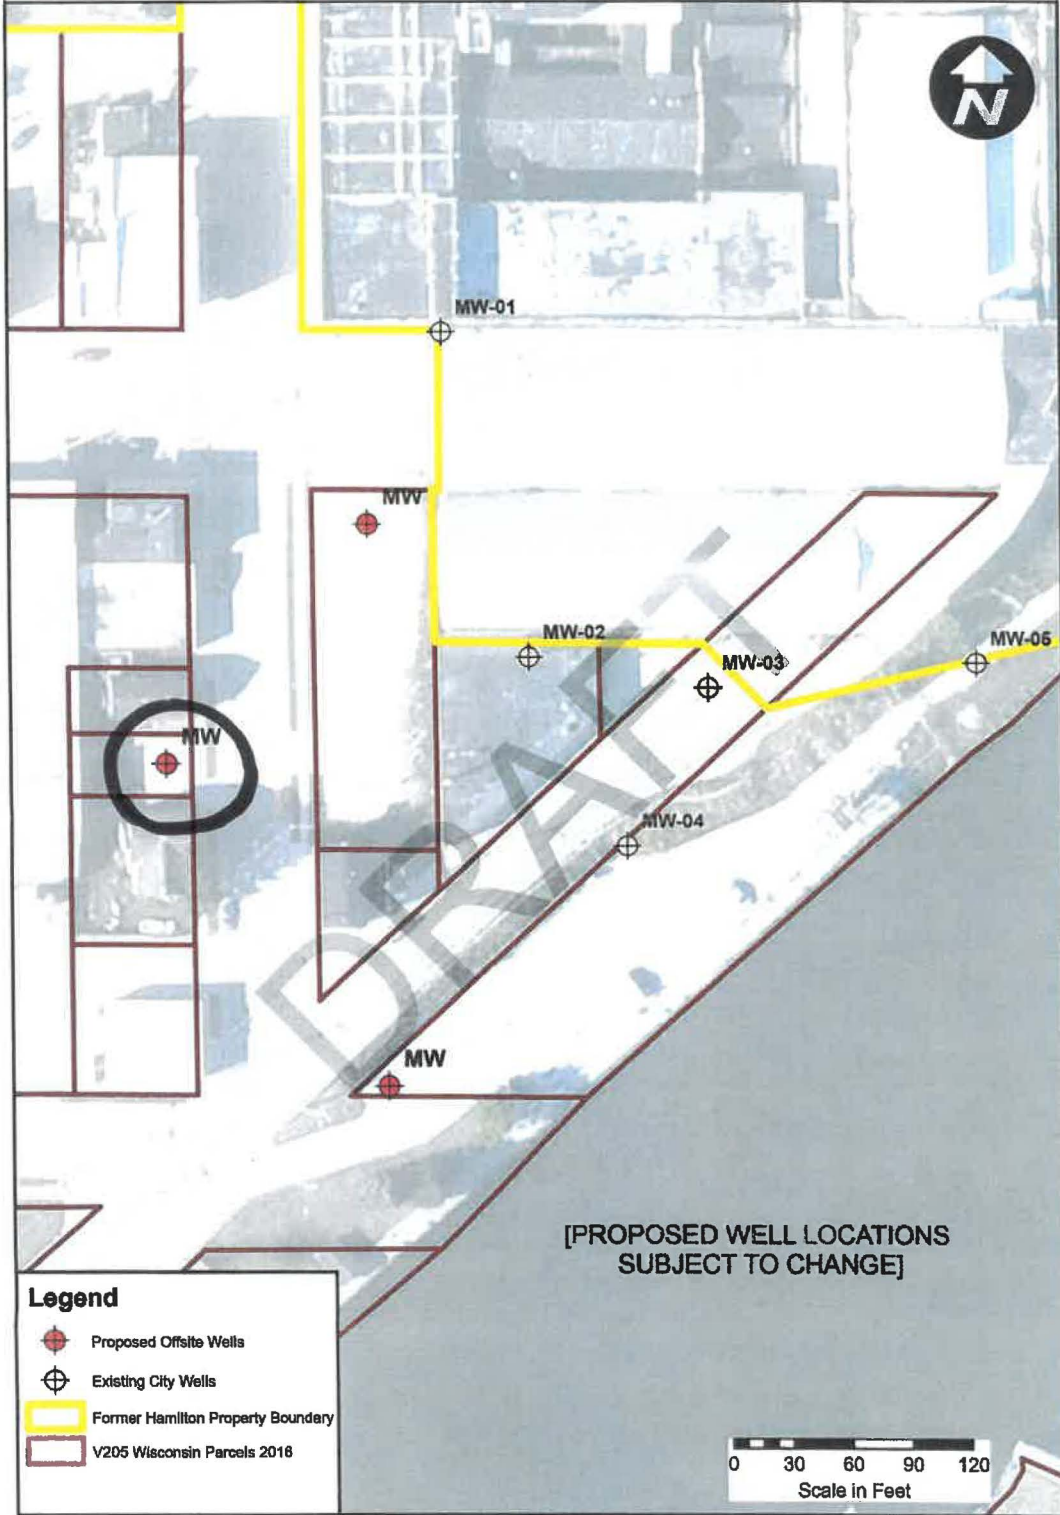 N
MW-01
MW
MW-02
MW-03
MW-05
MW
MW-04
DRAFT
MW
[PROPOSED WELL LOCATIONS
SUBJECT TO CHANGE]
Legend
Proposed Offsite Wells
Existing City Wells
Former Hamilton Property Boundary
V205 Wisconsin Parcels 2016
0 30 60 90 120
Scale in Feet